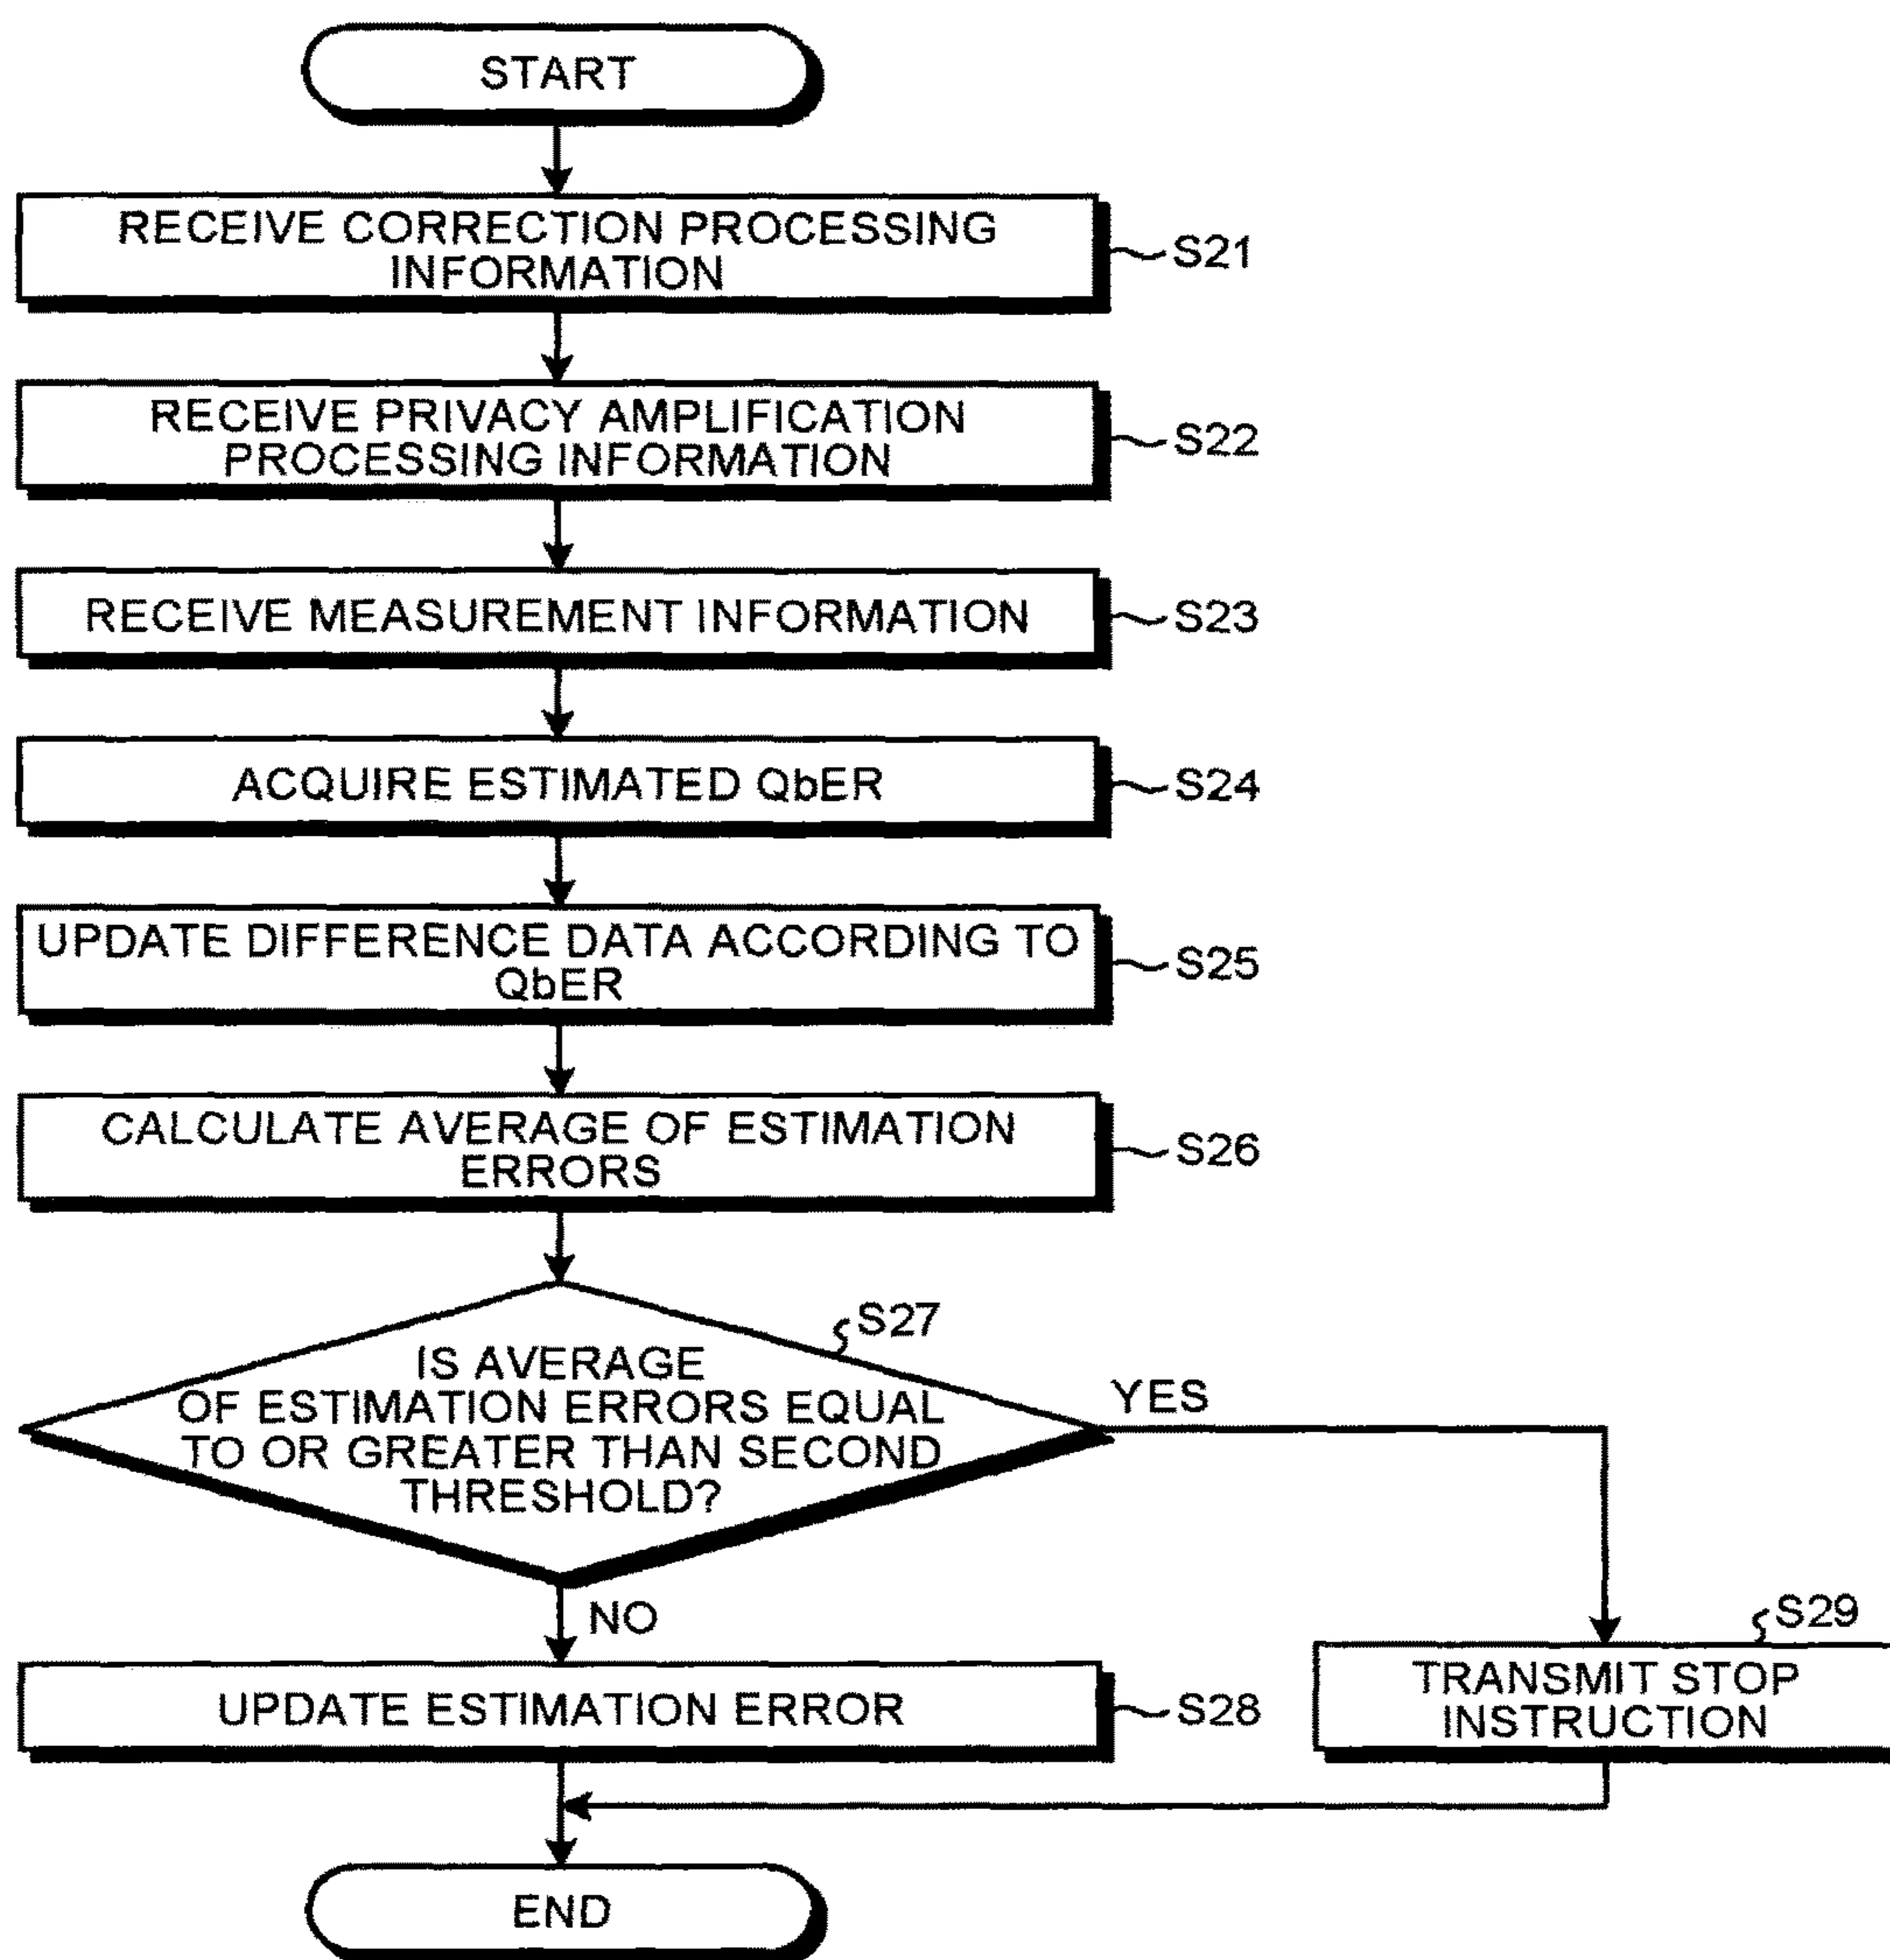 START
RECEIVE CORRECTION PROCESSING
INFORMATION
S21
RECEIVE PRIVACY AMPLIFICATION
PROCESSING INFORMATION
S22
RECEIVE MEASUREMENT INFORMATION
S23
ACQUIRE ESTIMATED QbER
S24
UPDATE DIFFERENCE DATA ACCORDING TO
QbER
S25
CALCULATE AVERAGE OF ESTIMATION
ERRORS
S26
S27
IS AVERAGE
OF ESTIMATION ERRORS EQUAL
TO OR GREATER THAN SECOND
THRESHOLD?
YES
NO
UPDATE ESTIMATION ERROR
S28
S29
TRANSMIT STOP
INSTRUCTION
END